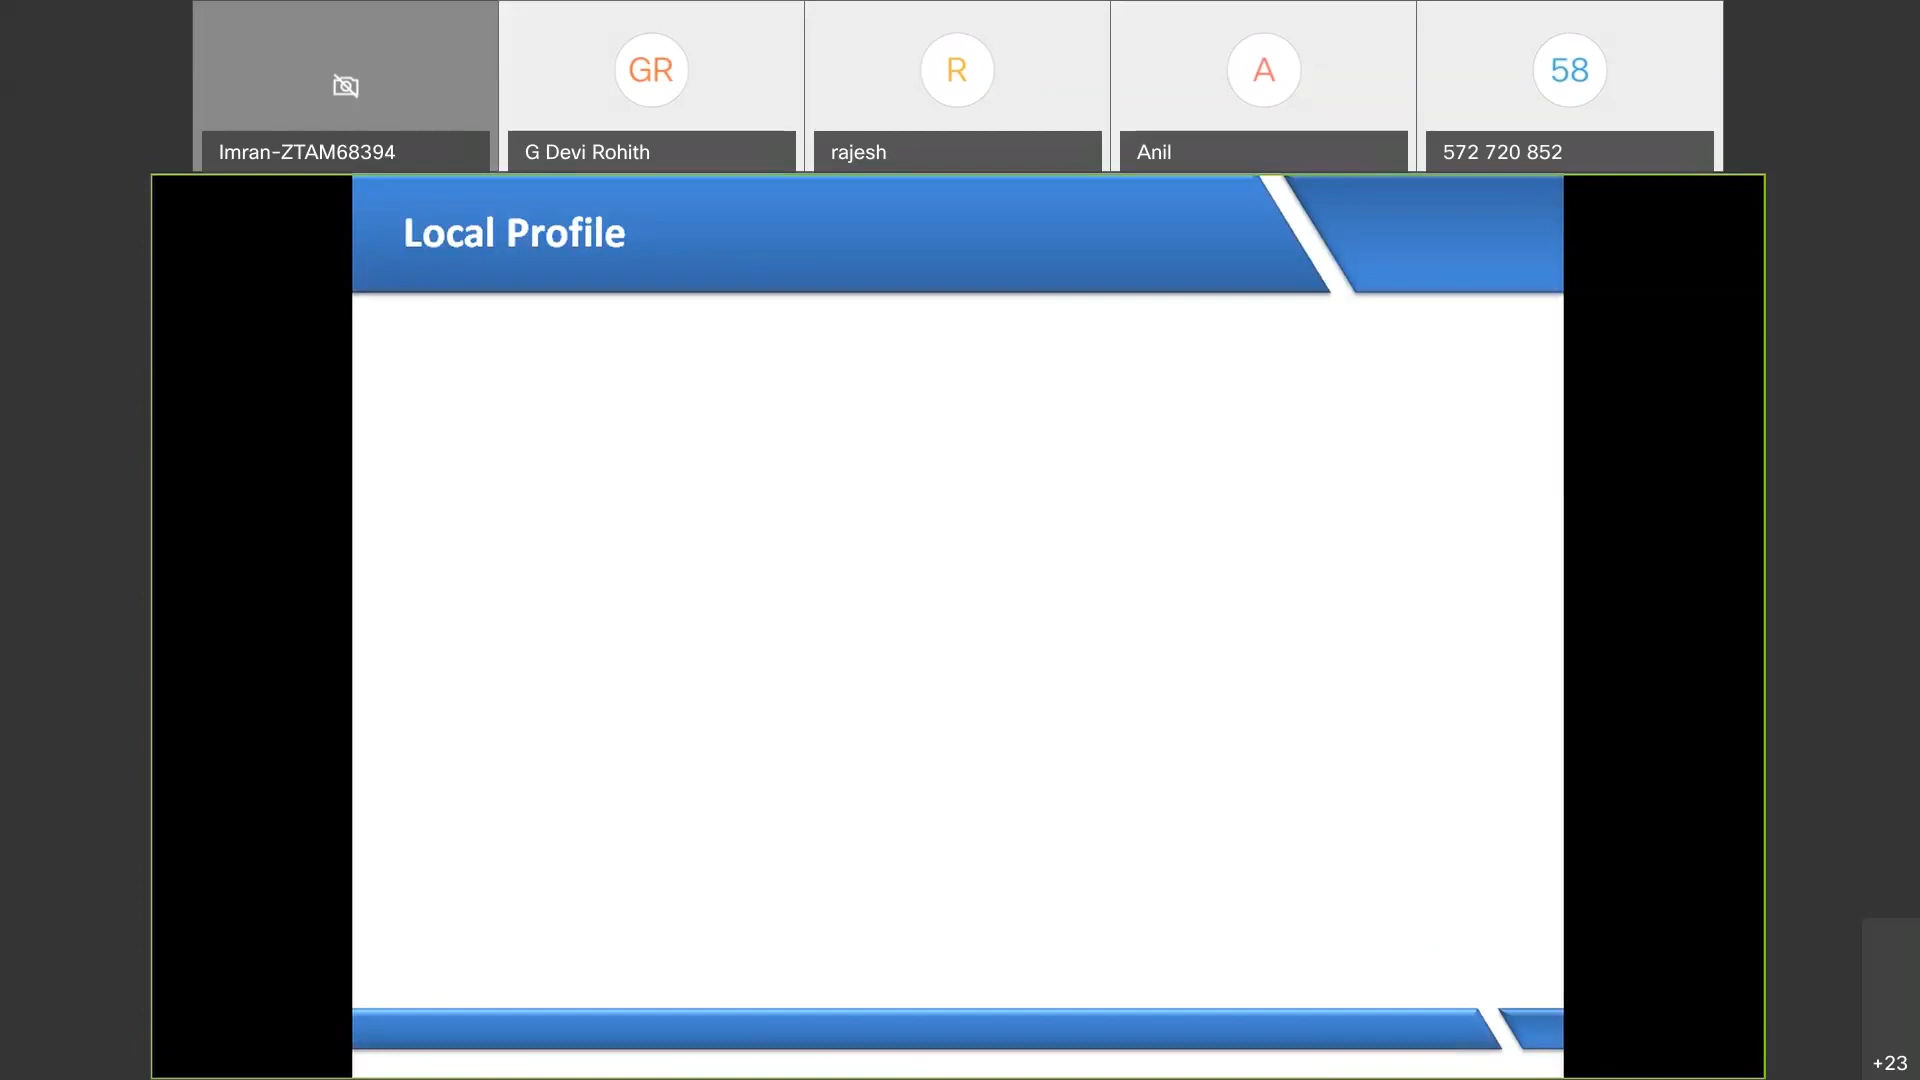 GR
R
A
58
Imran-ZTAM68394
G Devi Rohith
rajesh
Anil
572 720 852
Local Profile
+23